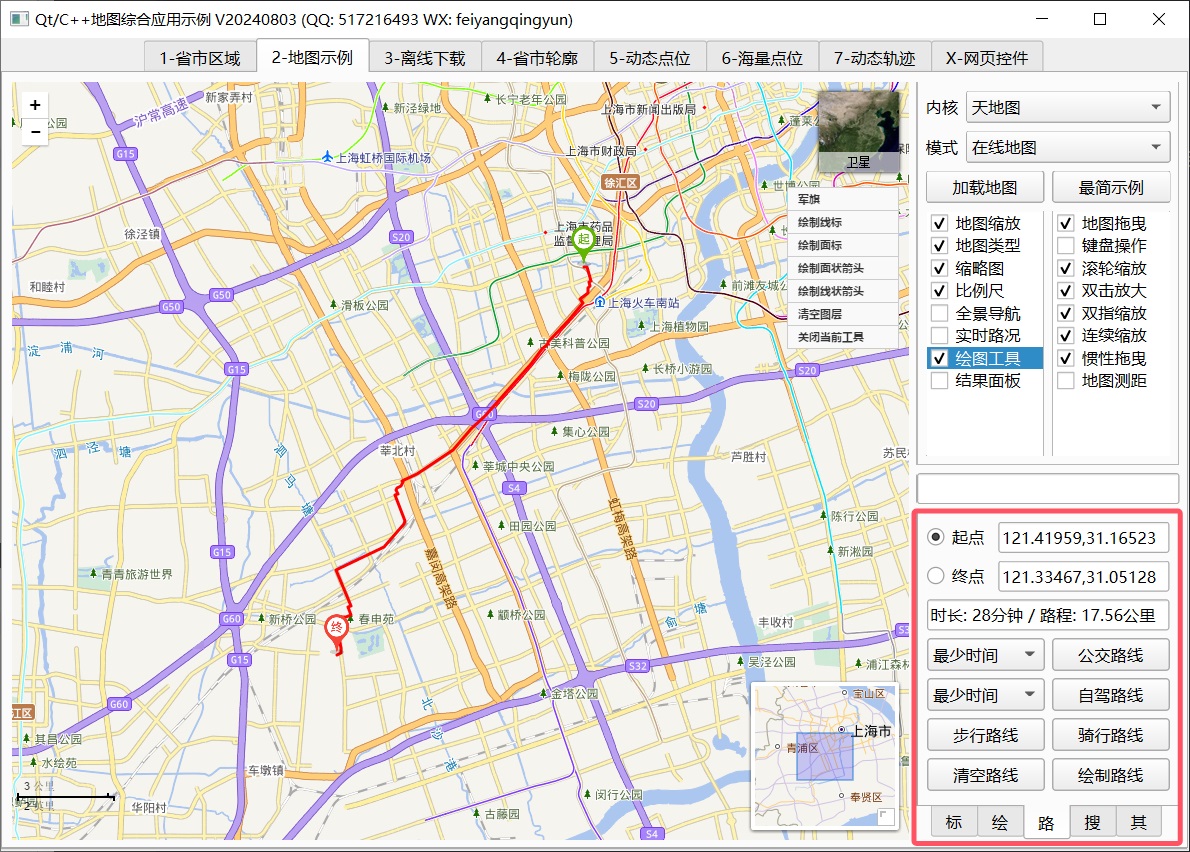 Qt/C++地图综合应用示例 V20240803 (QQ: 517216493 WX: feiyangqingyun)
1-省市区域
2-地图示例
3-离线下载
4-省市轮廓
5-动态点位
6-海量点位
7-动态轨迹
X-网页控件
+
−
新家弄村
沪常高速
G15
新泾绿地
长宁老年公园
上海市新闻出版局
上海虹桥国际机场
上海市财政局
徐汇区
卫星
世博公园
徐泾镇
上海市药品
监督管理局
起
S20
和睦村
G50
G50
滑板公园
上海火车南站
前滩友城公
上海植物园
古美科普公园
淀浦河
G15
梅陇公园
长桥小游园
S20
S20
集心公园
莘北村
泗泾塘
泗马塘
莘城中央公园
芦胜村
S4
田园公园
虹梅高架路
陈行公园
新淞园
G15
青青旅游世界
嘉闵高架路
颛桥公园
俞塘
G60
新桥公园
春申苑
终
丰收村
G15
S32
吴泾公园
浦江森林
金塔公园
G60
北沙港
其昌公园
水绘苑
车墩镇
3 公里
华阳村
古藤园
闵行公园
S4
宝山区
上海市
青浦区
奉贤区
军旗
绘制线标
绘制面标
绘制面状箭头
绘制线状箭头
清空图层
关闭当前工具
内核
天地图
模式
在线地图
加载地图
最简示例
地图缩放
地图拖曳
地图类型
键盘操作
缩略图
滚轮缩放
比例尺
双击放大
全景导航
双指缩放
实时路况
连续缩放
绘图工具
惯性拖曳
结果面板
地图测距
起点
121.41959,31.16523
终点
121.33467,31.05128
时长: 28分钟 / 路程: 17.56公里
最少时间
公交路线
最少时间
自驾路线
步行路线
骑行路线
清空路线
绘制路线
标
绘
路
搜
其